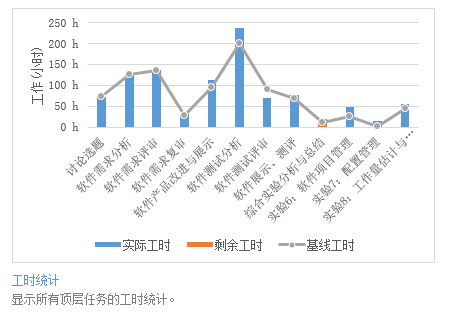 250 h
200 h
150 h
100 h
50 h
0 h
工作(小时)
讨论选题
软件需求分析
软件需求评审
软件需求复审
软件产品改进与展示
软件测试分析
软件测试评审
软件展示、测评
综合实验分析与总结
实验6：软件项目管理
实验7：配置管理
实验8：工作量估计与…
实际工时 剩余工时 基线工时
工时统计
显示所有顶层任务的工时统计。